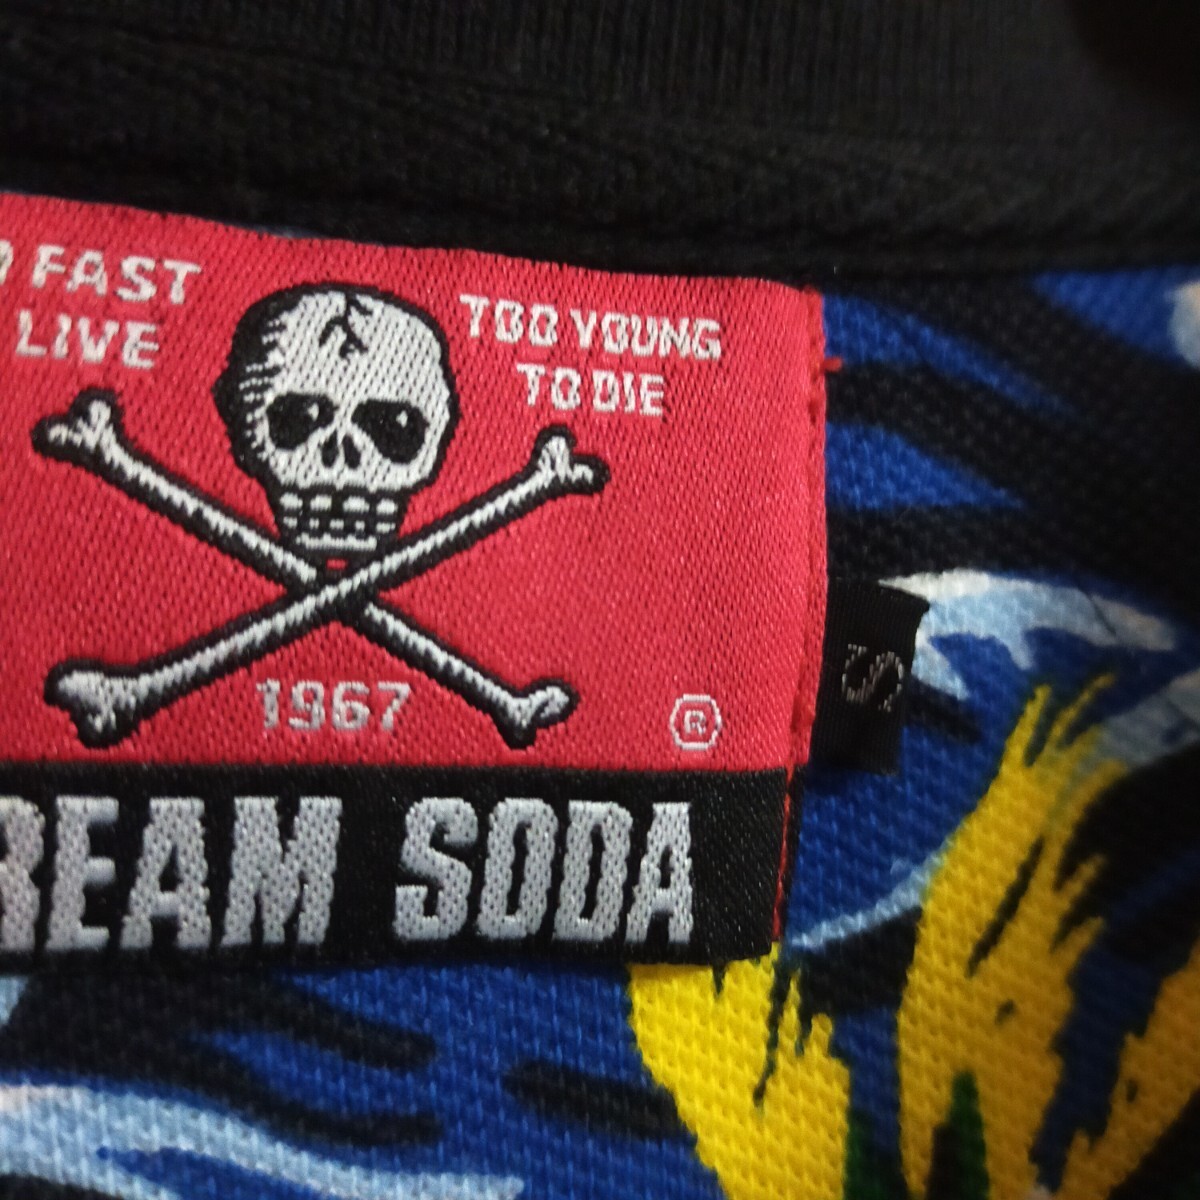 FAST
LIVE
TOO YOUNG
TO DIE
1967
®
REAM SODA
S